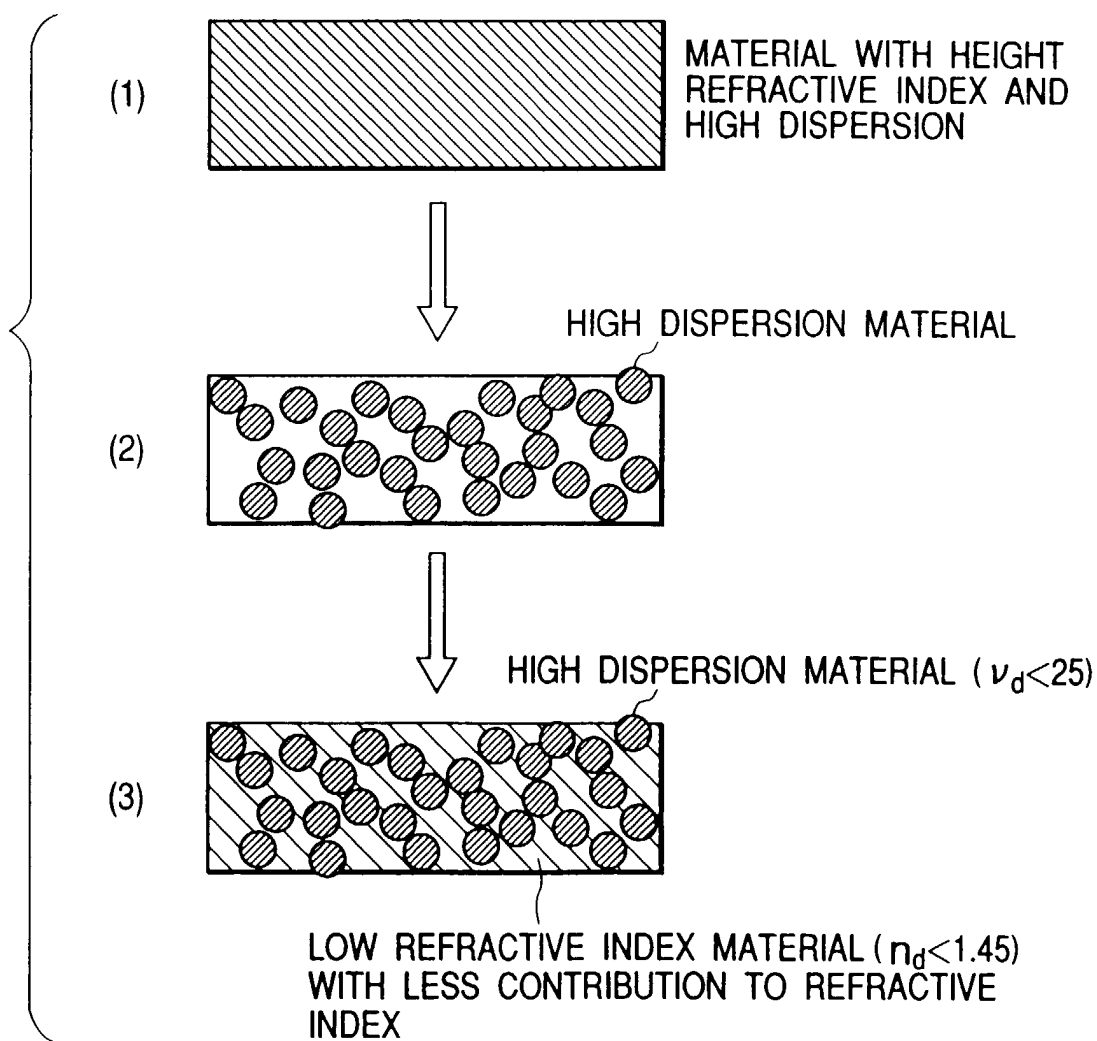 (1)
MATERIAL WITH HEIGHT
REFRACTIVE INDEX AND
HIGH DISPERSION
HIGH DISPERSION MATERIAL
(2)
HIGH DISPERSION MATERIAL (νd<25)
(3)
LOW REFRACTIVE INDEX MATERIAL (nd<1.45)
WITH LESS CONTRIBUTION TO REFRACTIVE
INDEX